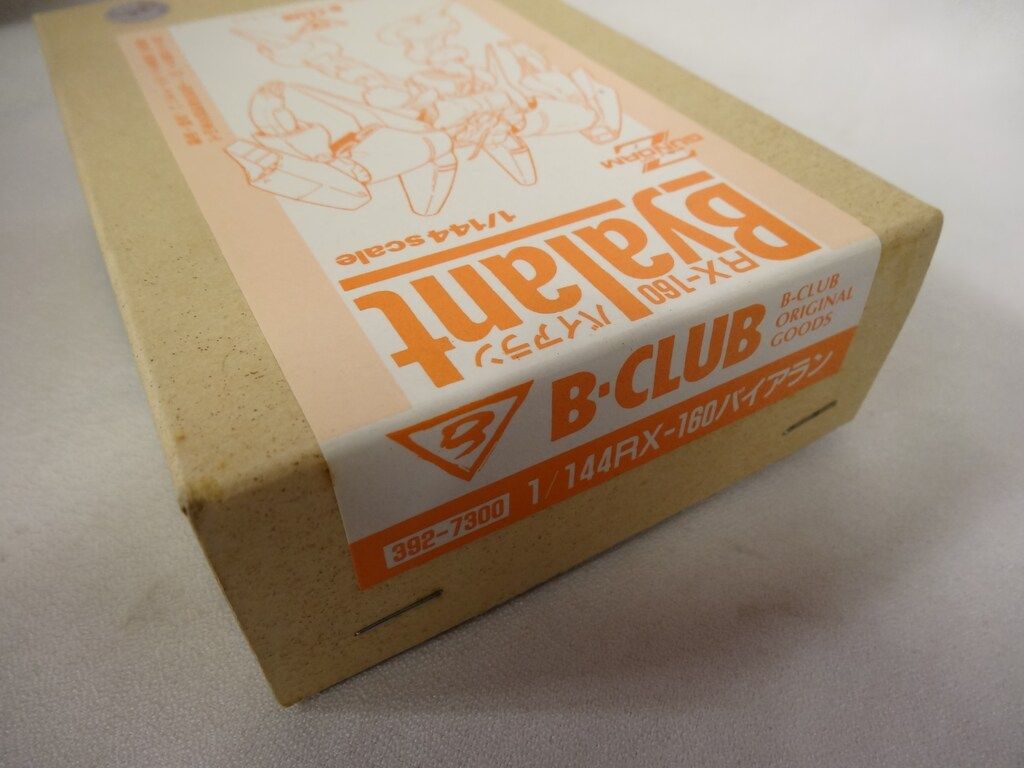 Byalant
RX-160 バイアラン
1/144 scale
GUNDAM
B-CLUB
B-CLUB
ORIGINAL
GOODS
392-7300 1/144RX-160バイアラン